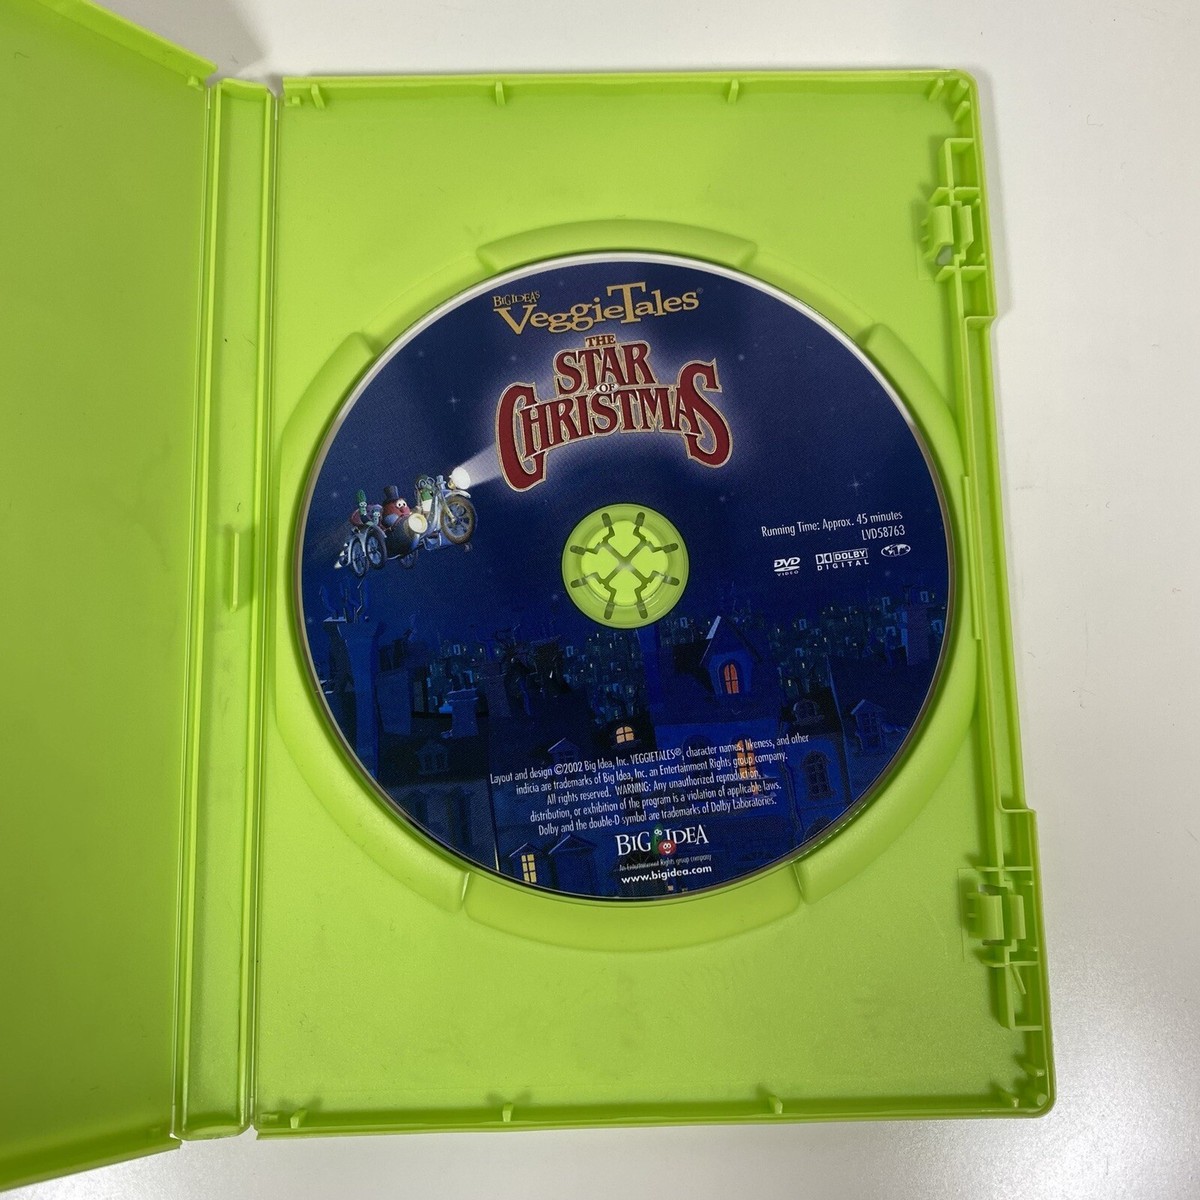 BIG IDEA'S
VeggieTales®
THE
STAR
OF
CHRISTMAS
Running Time: Approx. 45 minutes
LVD58763
DVD
VIDEO
DOLBY
DIGITAL
Layout and design ©2002 Big Idea, Inc. VEGGIETALES®, character names, likeness, and other
indicia are trademarks of Big Idea, Inc. an Entertainment Rights group company.
All rights reserved. WARNING: Any unauthorized reproduction,
distribution, or exhibition of the program is a violation of applicable laws.
Dolby and the double-D symbol are trademarks of Dolby Laboratories.
BIG IDEA
An Entertainment Rights group company
www.bigidea.com